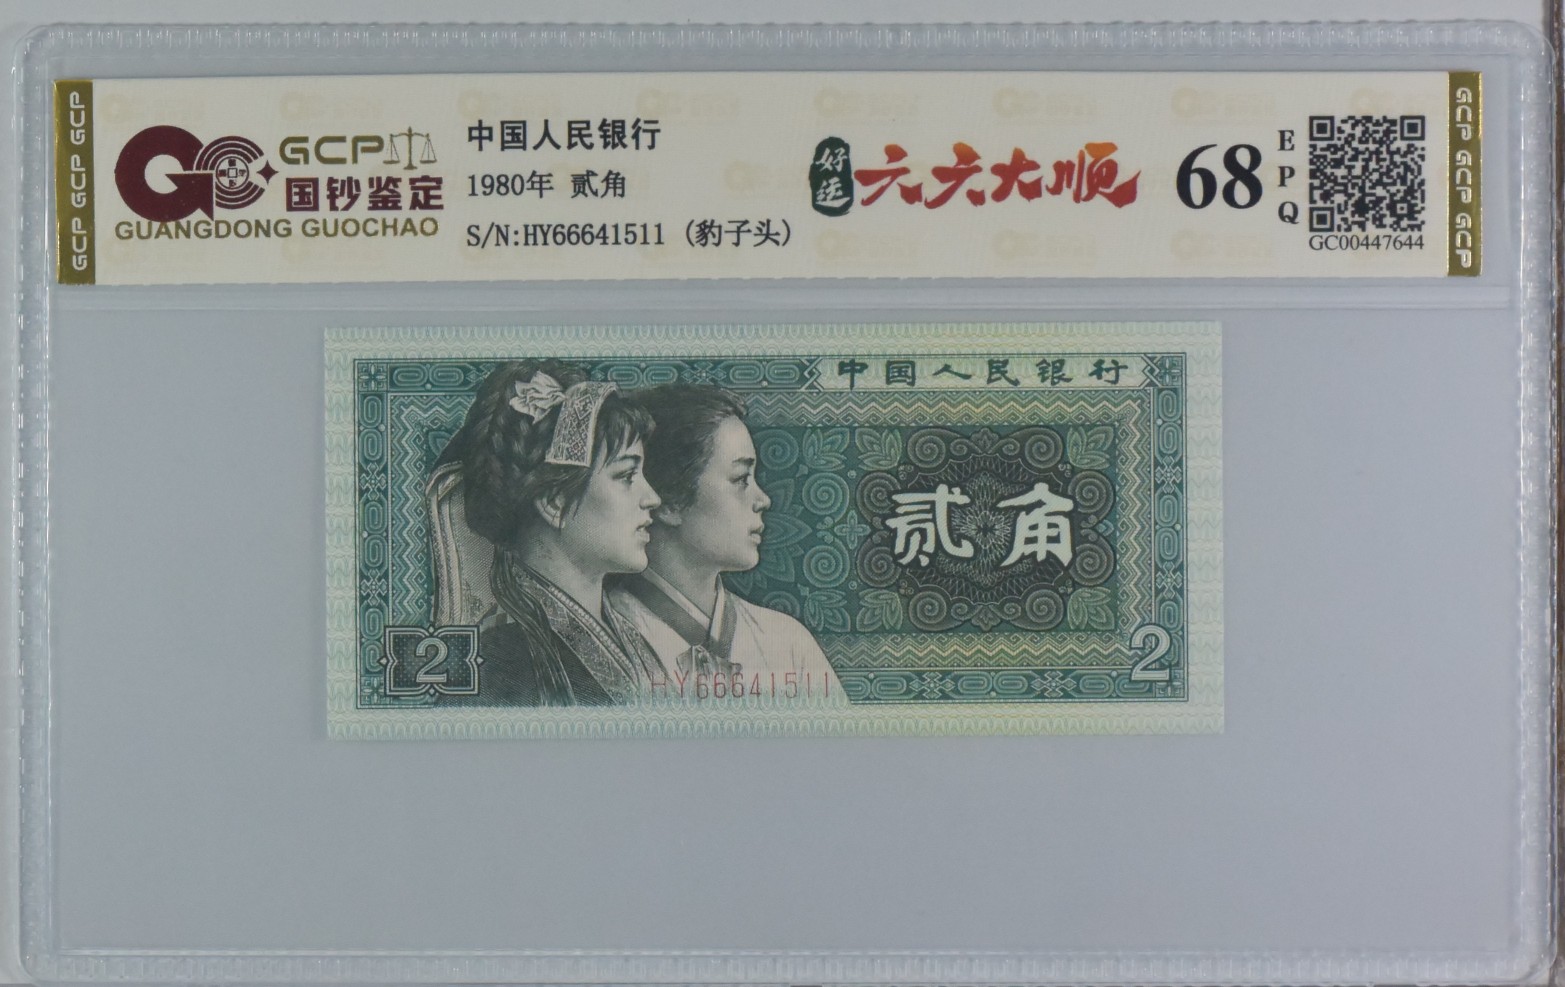 GCP GCP GCP
GCP
国钞鉴定
GUANGDONG GUOCHAO
中国人民银行
1980年 贰角
S/N:HY66641511 (豹子头)
好运
六六大顺
68
EPQ
GC00447644
GCP GCP GCP
中国人民银行
贰角
2
2
HY66641511